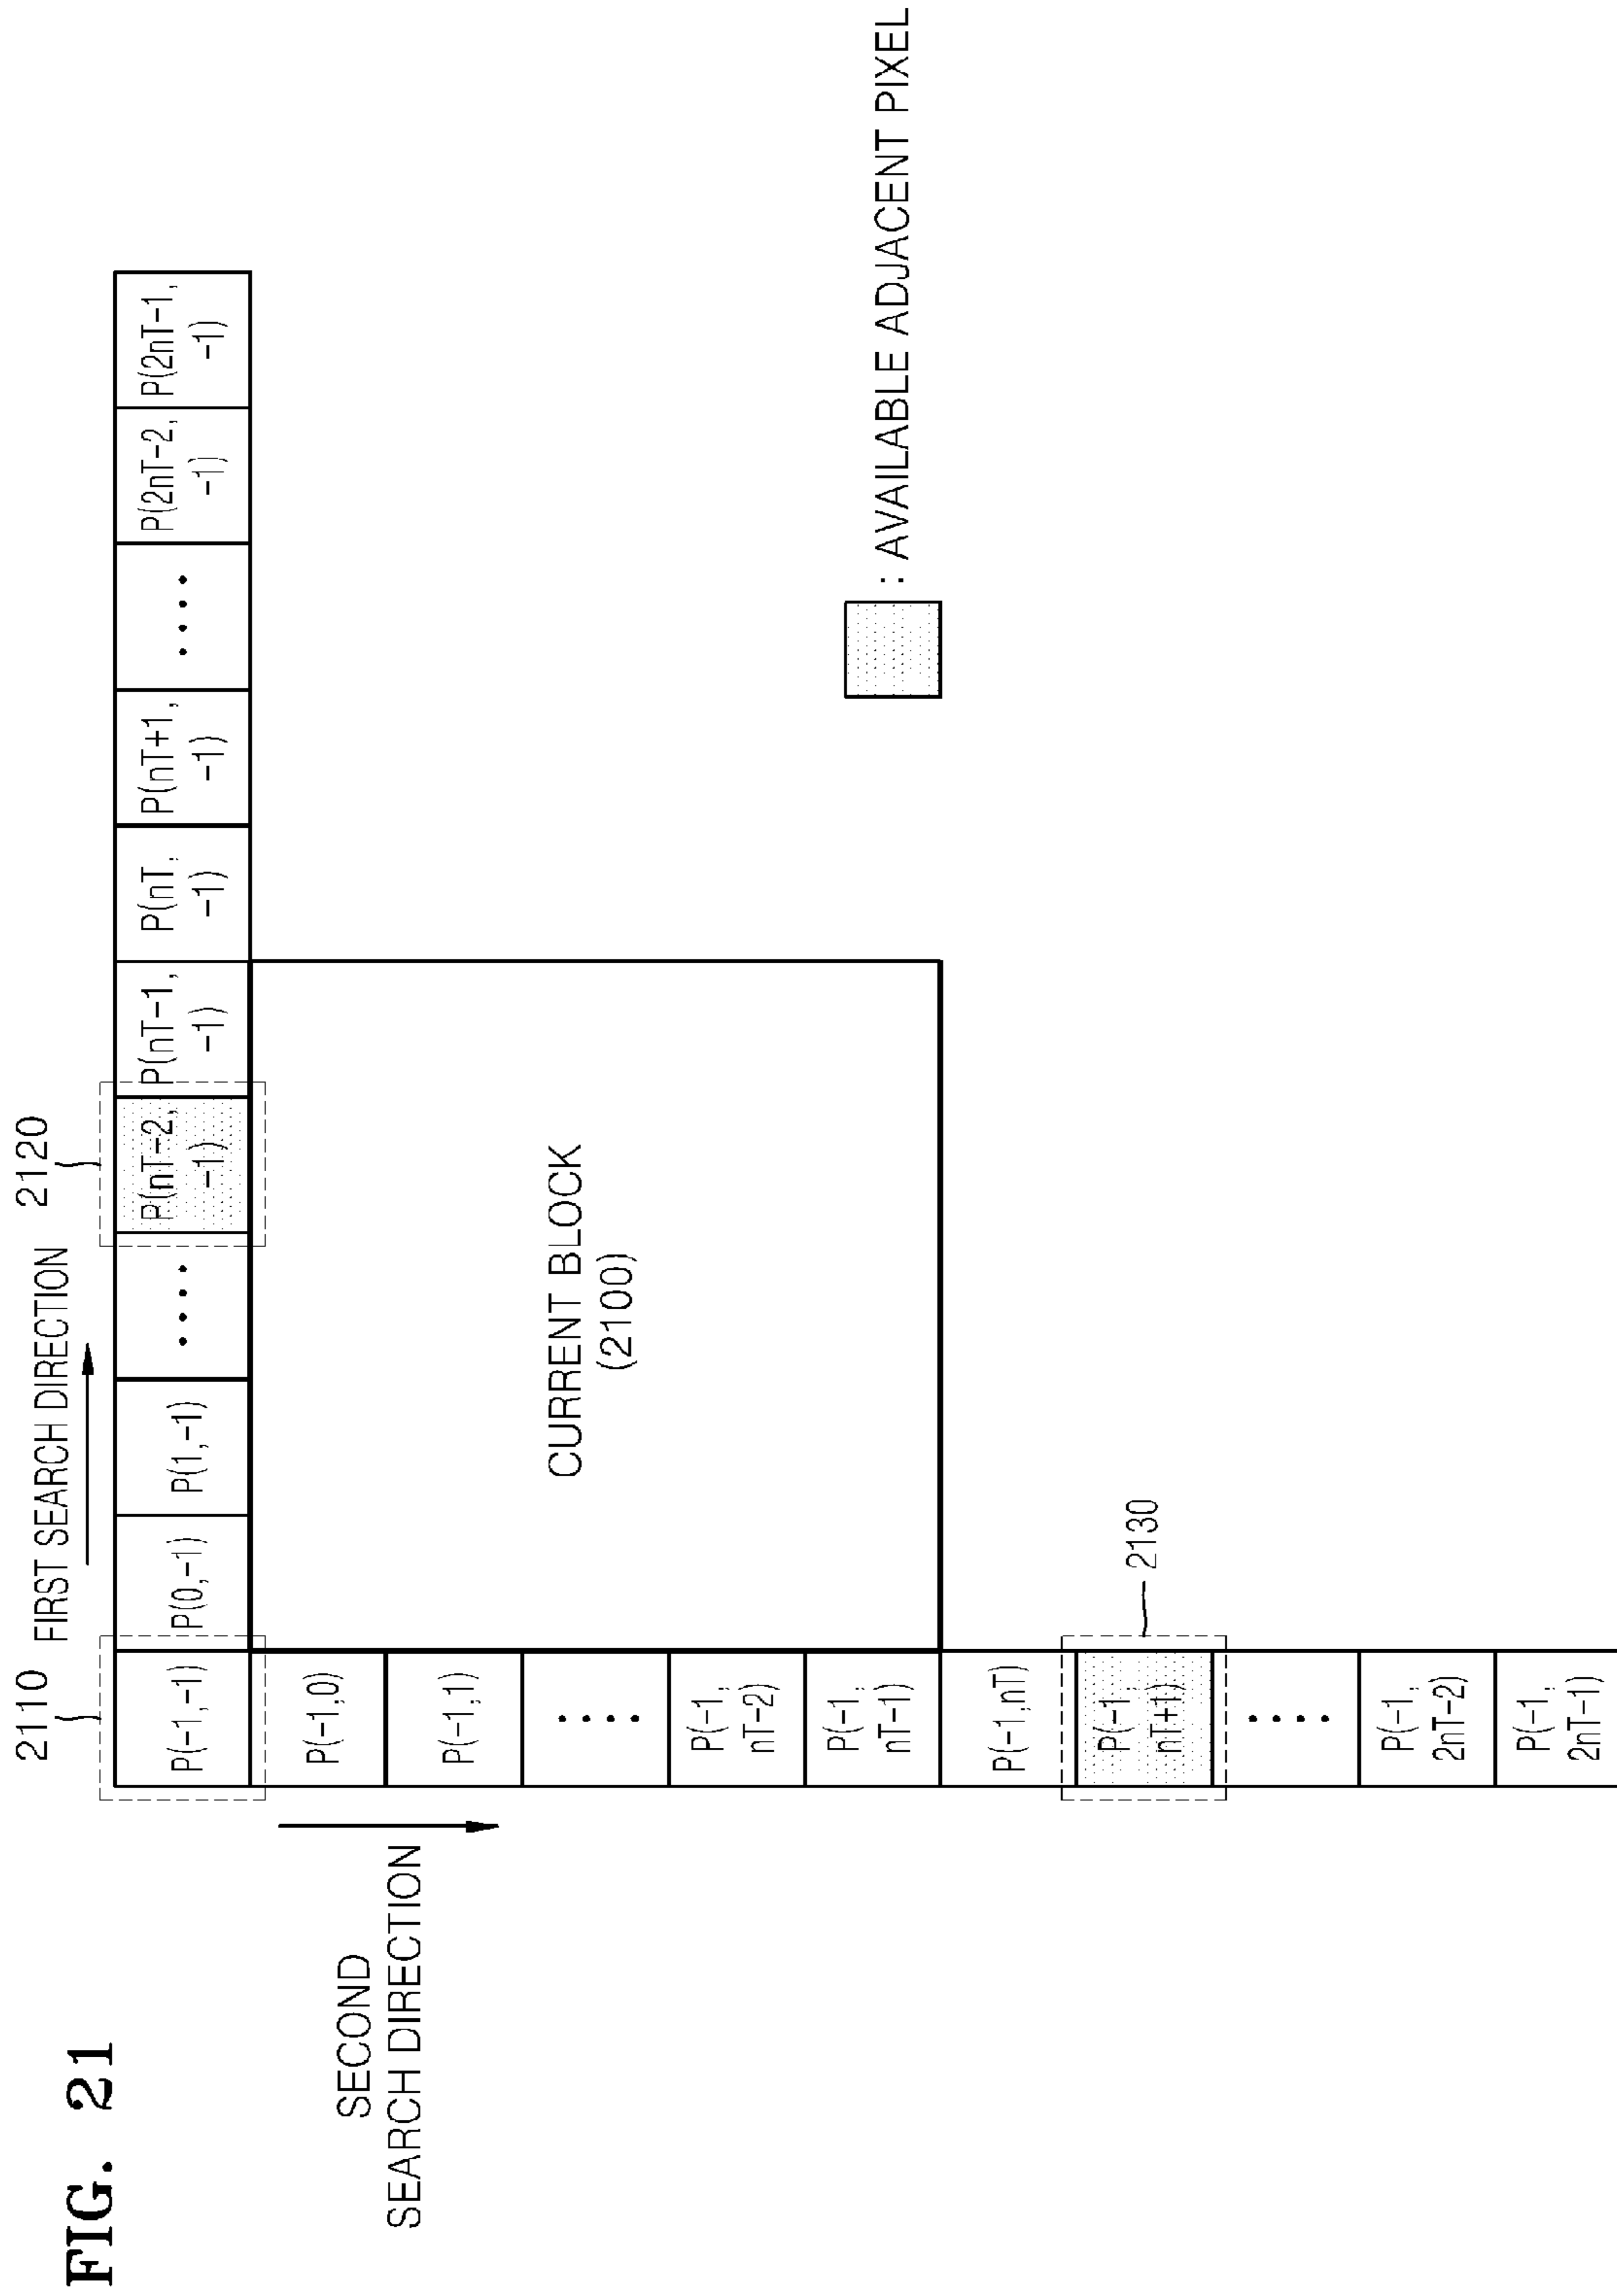 FIG. 21
2110
FIRST SEARCH DIRECTION
2120
P(-1,-1)
P(0,-1)
P(1,-1)
....
P(nT-2,
-1)
P(nT-1,
-1)
P(nT,
-1)
P(nT+1,
-1)
....
P(2nT-2,
-1)
P(2nT-1,
-1)
SECOND
SEARCH DIRECTION
P(-1,0)
P(-1,1)
....
P(-1,
nT-2)
P(-1,
nT-1)
P(-1,nT)
P(-1,
nT+1)
....
P(-1,
2nT-2)
P(-1,
2nT-1)
CURRENT BLOCK
(2100)
2130
: AVAILABLE ADJACENT PIXEL